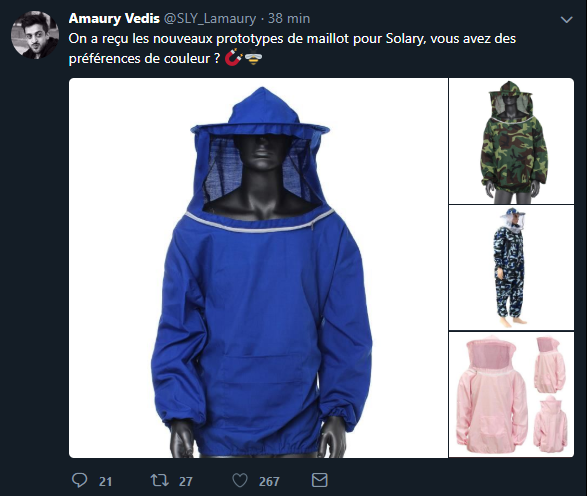 Amaury Vedis @SLY_Lamaury · 38 min
On a reçu les nouveaux prototypes de maillot pour Solary, vous avez des
préférences de couleur ? 🧲🐝
21 27 267